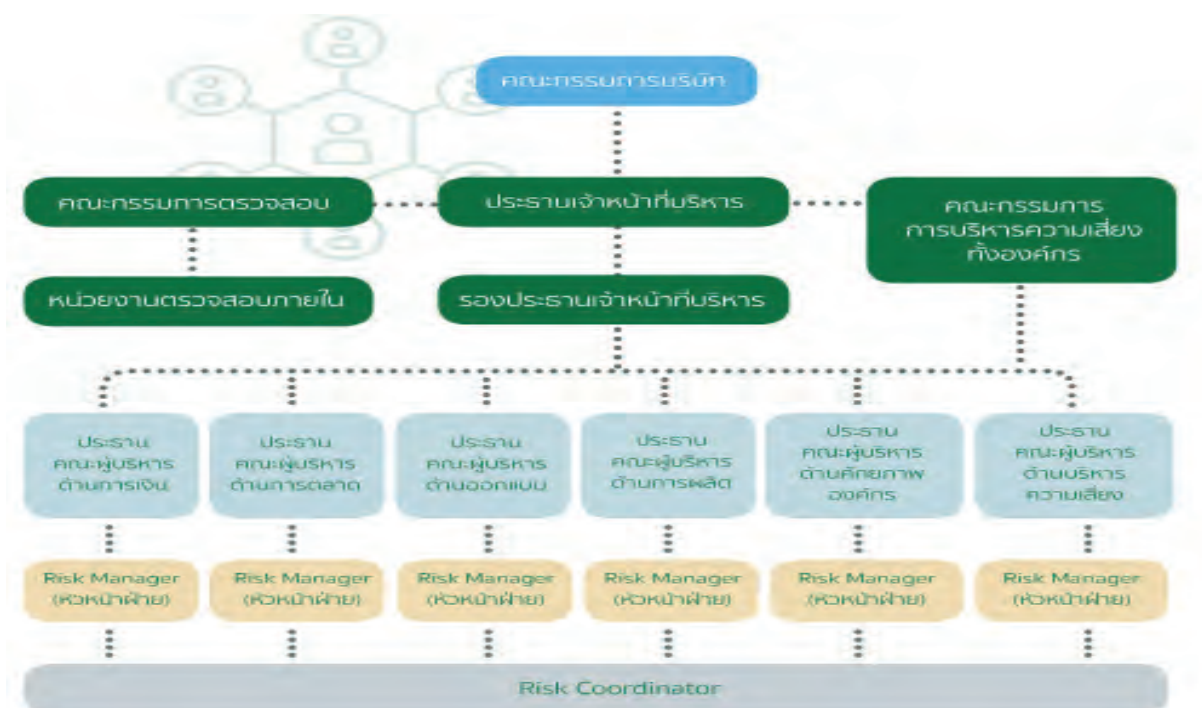 คณะกรรมการบริษัท
คณะกรรมการตรวจสอบ
ประธานเจ้าหน้าที่บริหาร
คณะกรรมการ
การบริหารความเสี่ยง
ทั้งองค์กร
หน่วยงานตรวจสอบภายใน
รองประธานเจ้าหน้าที่บริหาร
ประธาน
คณะผู้บริหาร
ด้านการเงิน
ประธาน
คณะผู้บริหาร
ด้านการตลาด
ประธาน
คณะผู้บริหาร
ด้านออกแบบ
ประธาน
คณะผู้บริหาร
ด้านการผลิต
ประธาน
คณะผู้บริหาร
ด้านศักยภาพ
องค์กร
ประธาน
คณะผู้บริหาร
ด้านบริหาร
ความเสี่ยง
Risk Manager
(หัวหน้าฝ่าย)
Risk Manager
(หัวหน้าฝ่าย)
Risk Manager
(หัวหน้าฝ่าย)
Risk Manager
(หัวหน้าฝ่าย)
Risk Manager
(หัวหน้าฝ่าย)
Risk Manager
(หัวหน้าฝ่าย)
Risk Coordinator